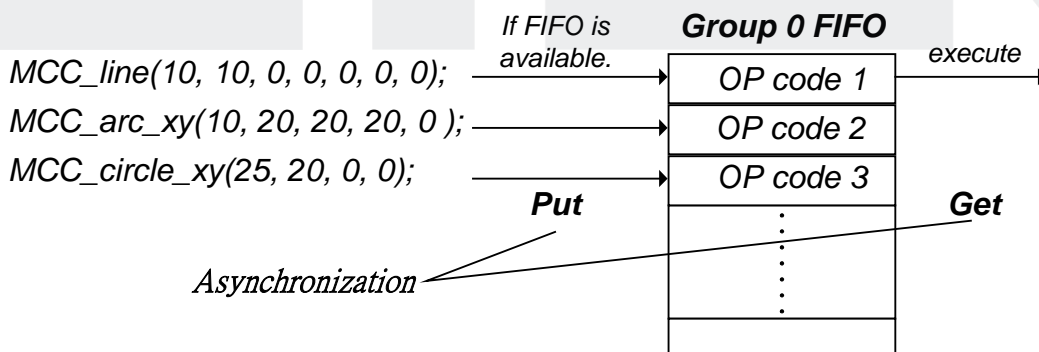 If FIFO is
available.
Group 0 FIFO
execute
MCC_line(10, 10, 0, 0, 0, 0, 0);
OP code 1
MCC_arc_xy(10, 20, 20, 20, 0 );
OP code 2
MCC_circle_xy(25, 20, 0, 0);
OP code 3
Put
Get
Asynchronization